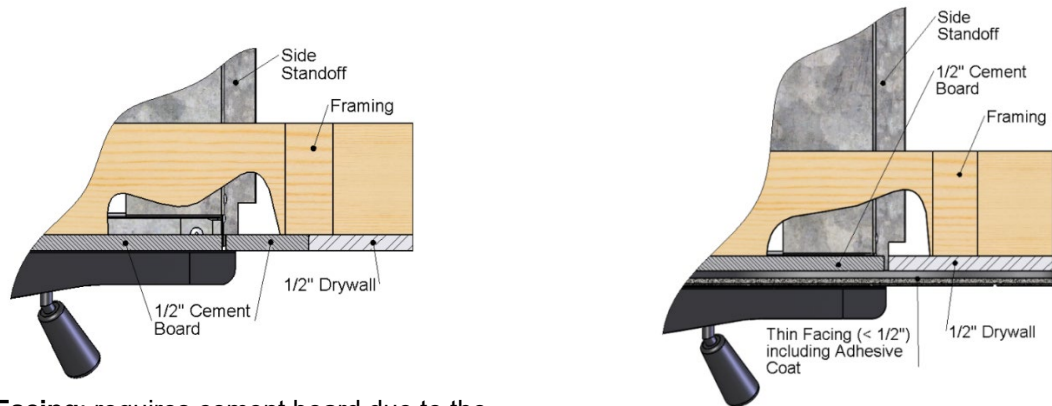 Side
Standoff
Framing
1/2" Drywall
1/2" Cement
Board
Side
Standoff
1/2" Cement
Board
Framing
Thin Facing (< 1/2")
including Adhesive
Coat
1/2" Drywall
Facing: requires cement board due to the